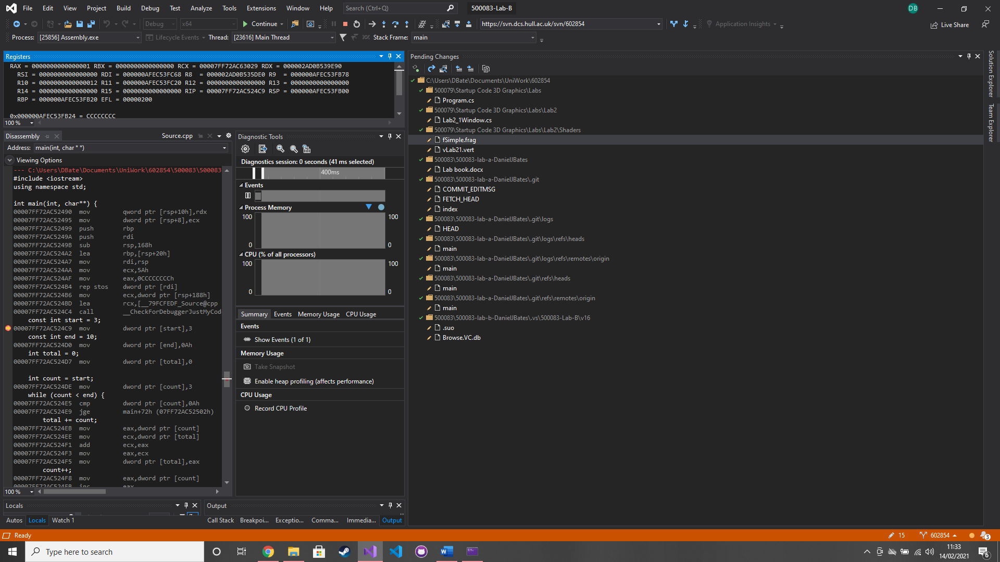 File Edit View Project Build Debug Test Analyze Tools Extensions Window Help Search (Ctrl+Q) 500083-Lab-B DB
Debug x64 Continue https://svn.dcs.hull.ac.uk/svn/602854 Application Insights Live Share
Process: [25856] Assembly.exe Lifecycle Events Thread: [23616] Main Thread Stack Frame: main
Registers
RAX = 0000000000000001 RBX = 0000000000000000 RCX = 00007FF72AC63029 RDX = 000002AD0B539E90
RSI = 0000000000000000 RDI = 000000AFEC53FC68 R8 = 000002AD0B535DE0 R9 = 000000AFEC53FB78
R10 = 0000000000000012 R11 = 000000AFEC53FC20 R12 = 0000000000000000 R13 = 0000000000000000
R14 = 0000000000000000 R15 = 0000000000000000 RIP = 00007FF72AC524C9 RSP = 000000AFEC53FB00
RBP = 000000AFEC53FB20 EFL = 00000200
0x000000AFEC53FB24 = CCCCCCCC
100 %
Disassembly Source.cpp
Address: main(int, char * *)
Viewing Options
--- C:\Users\DBate\Documents\UniWork\602854\500083\500083
#include <iostream>
using namespace std;
int main(int, char**) {
00007FF72AC52490 mov qword ptr [rsp+10h],rdx
00007FF72AC52495 mov dword ptr [rsp+8],ecx
00007FF72AC52499 push rbp
00007FF72AC5249A push rdi
00007FF72AC5249B sub rsp,168h
00007FF72AC524A2 lea rbp,[rsp+20h]
00007FF72AC524A7 mov rdi,rsp
00007FF72AC524AA mov ecx,5Ah
00007FF72AC524AF mov eax,0CCCCCCCCh
00007FF72AC524B4 rep stos dword ptr [rdi]
00007FF72AC524B6 mov ecx,dword ptr [rsp+188h]
00007FF72AC524BD lea rcx,[__79FCFEDF_Source@cpp
00007FF72AC524C4 call __CheckForDebuggerJustMyCod
const int start = 3;
00007FF72AC524C9 mov dword ptr [start],3
const int end = 10;
00007FF72AC524D0 mov dword ptr [end],0Ah
int total = 0;
00007FF72AC524D7 mov dword ptr [total],0
int count = start;
00007FF72AC524DE mov dword ptr [count],3
while (count < end) {
00007FF72AC524E5 cmp dword ptr [count],0Ah
00007FF72AC524E9 jge main+72h (07FF72AC52502h)
total += count;
00007FF72AC524EB mov eax,dword ptr [count]
00007FF72AC524EE mov ecx,dword ptr [total]
00007FF72AC524F1 add ecx,eax
00007FF72AC524F3 mov eax,ecx
00007FF72AC524F5 mov dword ptr [total],eax
count++;
00007FF72AC524F8 mov eax,dword ptr [count]
00007FF72AC524FB inc eax
100 %
Diagnostic Tools
Diagnostics session: 0 seconds (41 ms selected)
400ms
Events
Process Memory
100 100
0 0
CPU (% of all processors)
100 100
0 0
Summary Events Memory Usage CPU Usage
Events
Show Events (1 of 1)
Memory Usage
Take Snapshot
Enable heap profiling (affects performance)
CPU Usage
Record CPU Profile
Locals
Autos Locals Watch 1
Output
Call Stack Breakpoi... Exceptio... Comma... Immedia... Output
Pending Changes
C:\Users\DBate\Documents\UniWork\602854
500079\Startup Code 3D Graphics\Labs
Program.cs
500079\Startup Code 3D Graphics\Labs\Lab2
Lab2_1Window.cs
500079\Startup Code 3D Graphics\Labs\Lab2\Shaders
fSimple.frag
vLab21.vert
500083\500083-lab-a-DanielJBates
Lab book.docx
500083\500083-lab-a-DanielJBates\.git
COMMIT_EDITMSG
FETCH_HEAD
index
500083\500083-lab-a-DanielJBates\.git\logs
HEAD
500083\500083-lab-a-DanielJBates\.git\logs\refs\heads
main
500083\500083-lab-a-DanielJBates\.git\logs\refs\remotes\origin
main
500083\500083-lab-a-DanielJBates\.git\refs\heads
main
500083\500083-lab-a-DanielJBates\.git\refs\remotes\origin
main
500083\500083-lab-b-DanielJBates\.vs\500083-Lab-B\v16
.suo
Browse.VC.db
Solution Explorer
Team Explorer
Ready 15 602854 3
Type here to search
11:33
14/02/2021
6